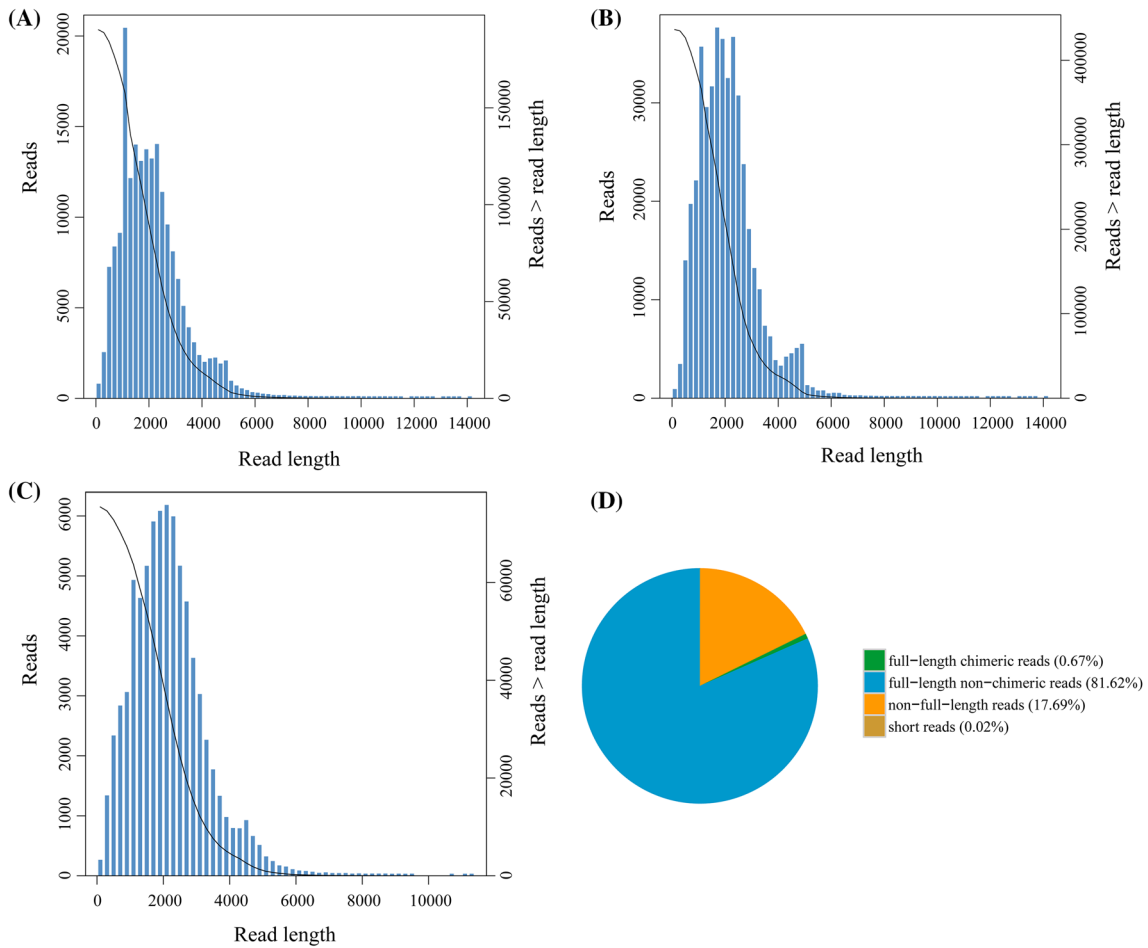 (A)
20000
15000
10000
5000
0
Reads
150000
100000
50000
0
Reads > read length
0 2000 4000 6000 8000 10000 12000 14000
Read length
(B)
30000
20000
10000
0
Reads
400000
300000
200000
100000
0
Reads > read length
0 2000 4000 6000 8000 10000 12000 14000
Read length
(C)
6000
5000
4000
3000
2000
1000
0
Reads
60000
40000
20000
0
Reads > read length
0 2000 4000 6000 8000 10000
Read length
(D)
full−length chimeric reads (0.67%)
full−length non−chimeric reads (81.62%)
non−full−length reads (17.69%)
short reads (0.02%)